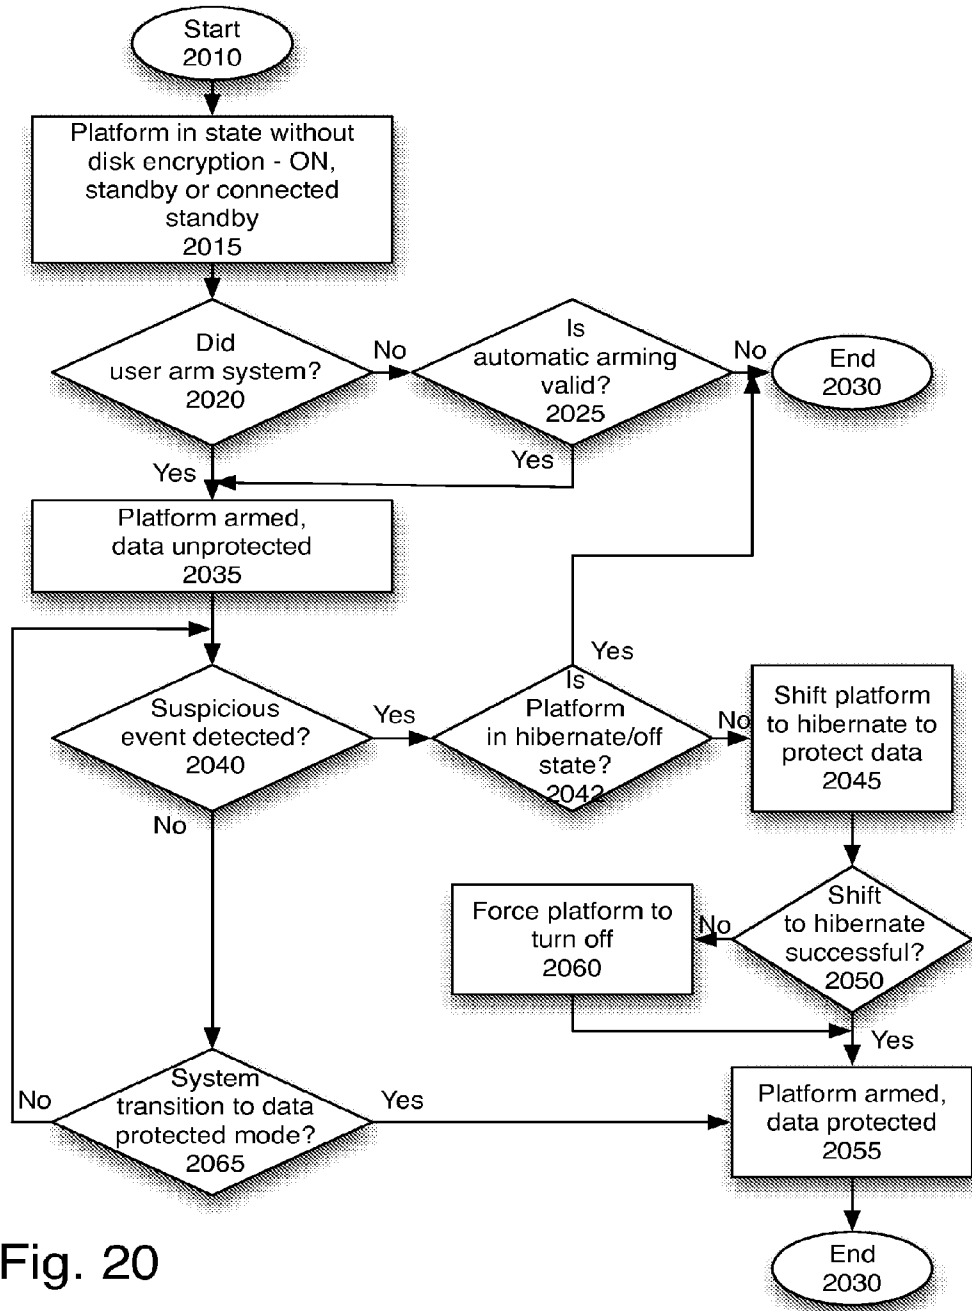 Start
2010
Platform in state without
disk encryption - ON,
standby or connected
standby
2015
Did
user arm system?
2020
No
Is
automatic arming
valid?
2025
No
End
2030
Yes
Yes
Platform armed,
data unprotected
2035
Suspicious
event detected?
2040
Yes
Yes
Is
Platform
in hibernate/off
state?
2042
No
Shift platform
to hibernate to
protect data
2045
No
Shift
to hibernate
successful?
2050
No
Force platform to
turn off
2060
Yes
System
transition to data
protected mode?
2065
No
Yes
Platform armed,
data protected
2055
End
2030
Fig. 20